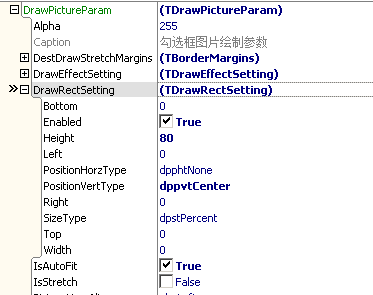 DrawPictureParam (TDrawPictureParam)
Alpha 255
Caption 勾选框图片绘制参数
DestDrawStretchMargins (TBorderMargins)
DrawEffectSetting (TDrawEffectSetting)
DrawRectSetting (TDrawRectSetting)
Bottom 0
Enabled True
Height 80
Left 0
PositionHorzType dpphtNone
PositionVertType dppvtCenter
Right 0
SizeType dpstPercent
Top 0
Width 0
IsAutoFit True
IsStretch False